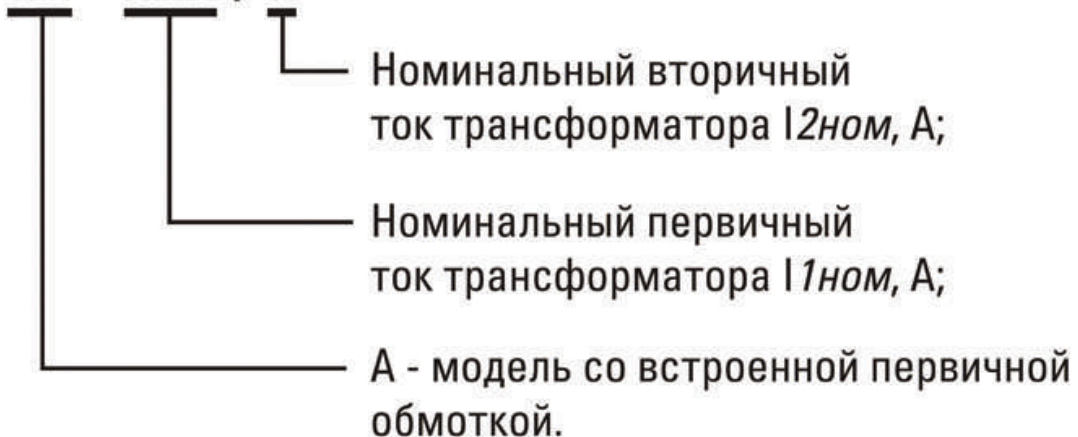 Номинальный вторичный
ток трансформатора I2ном, А;
Номинальный первичный
ток трансформатора I1ном, А;
А - модель со встроенной первичной
обмоткой.